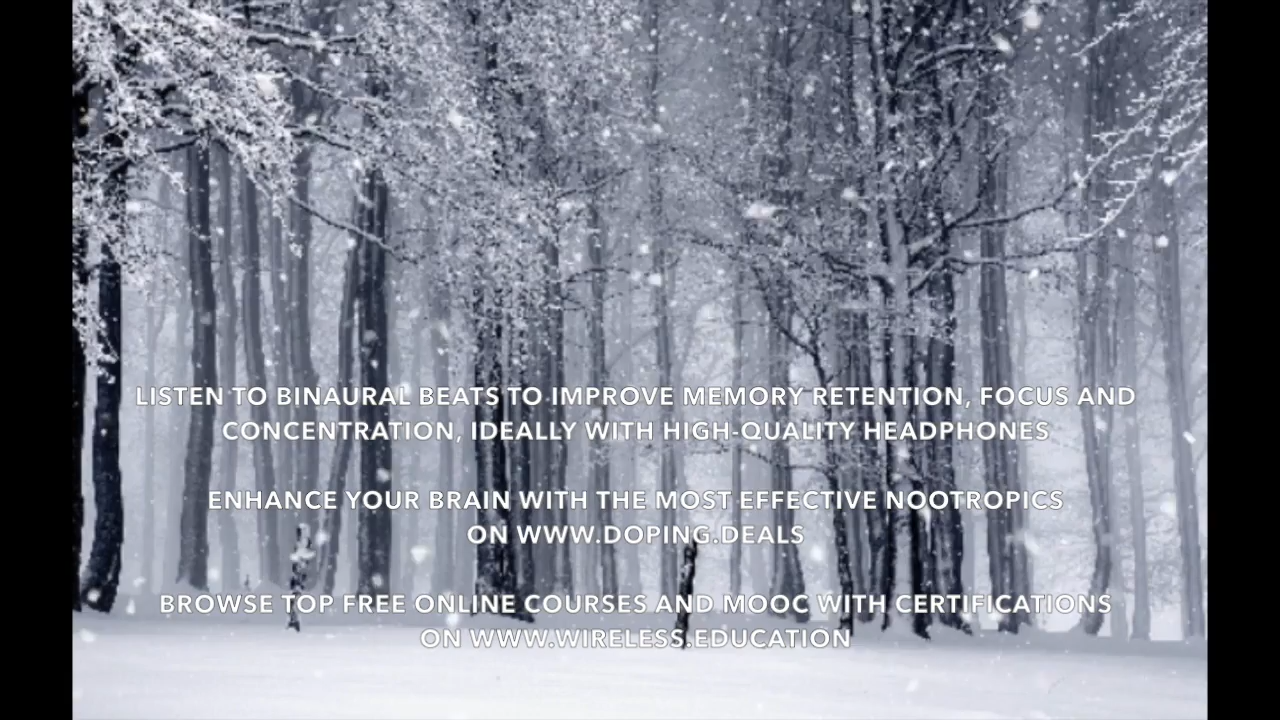 LISTEN TO BINAURAL BEATS TO IMPROVE MEMORY RETENTION, FOCUS AND
CONCENTRATION, IDEALLY WITH HIGH-QUALITY HEADPHONES
ENHANCE YOUR BRAIN WITH THE MOST EFFECTIVE NOOTROPICS
ON WWW.DOPING.DEALS
BROWSE TOP FREE ONLINE COURSES AND MOOC WITH CERTIFICATIONS
ON WWW.WIRELESS.EDUCATION